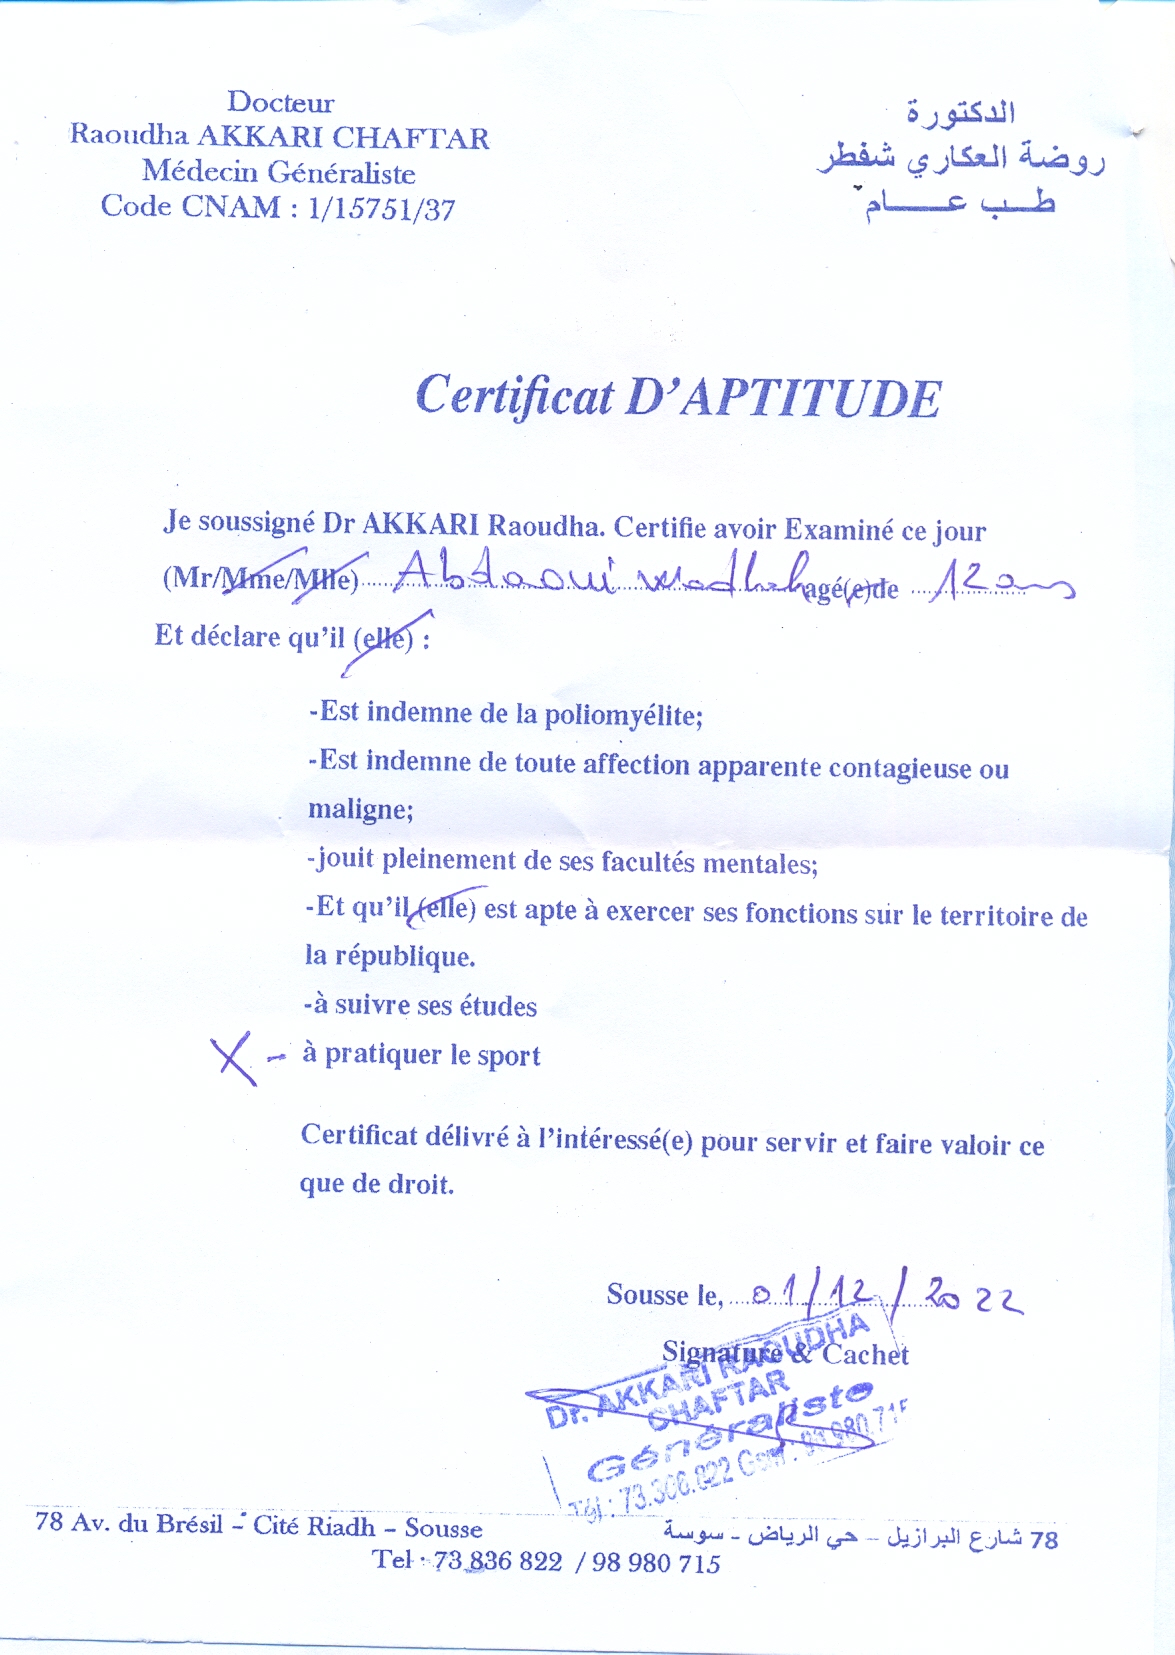 Docteur
Raoudha AKKARI CHAFTAR
Médecin Généraliste
Code CNAM : 1/15751/37
الدكتورة
روضة العكاري شفطر
طب عام
Certificat D'APTITUDE
Je soussigné Dr AKKARI Raoudha. Certifie avoir Examiné ce jour
(Mr/Mme/Mlle) Abdaoui agé(e)de 12 ans
Et déclare qu'il (elle) :
-Est indemne de la poliomyélite;
-Est indemne de toute affection apparente contagieuse ou
maligne;
-jouit pleinement de ses facultés mentales;
-Et qu'il (elle) est apte à exercer ses fonctions sur le territoire de
la république.
-à suivre ses études
X - à pratiquer le sport
Certificat délivré à l'intéressé(e) pour servir et faire valoir ce
que de droit.
Sousse le, 01/12/2022
Signature & Cachet
Dr. AKKARI RAOUDHA
CHAFTAR
Généraliste
Tél : 73.
78 Av. du Brésil - Cité Riadh – Sousse
78 شارع البرازيل – حي الرياض - سوسة
Tel : 73 836 822 / 98 980 715